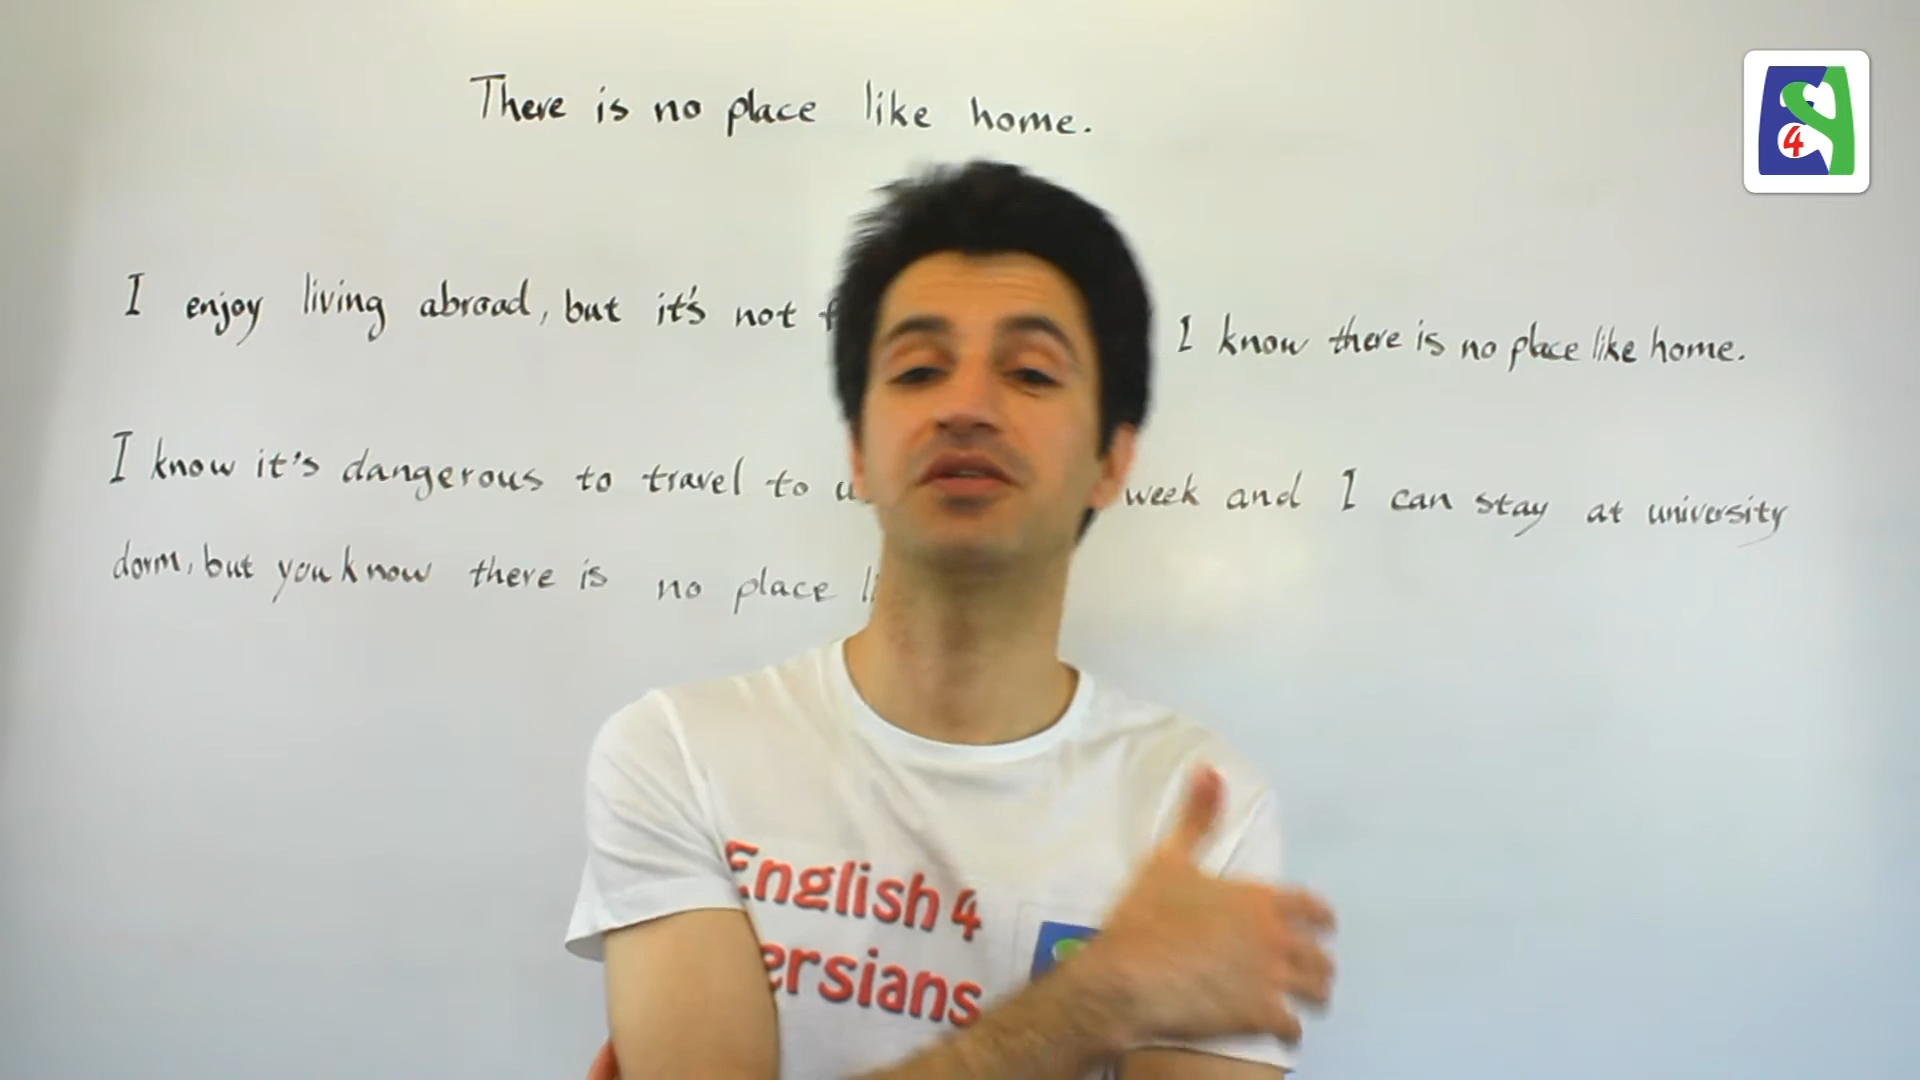 There is no place like home.
I enjoy living abroad, but it's not I know there is no place like home.
I know it's dangerous to travel to week and I can stay at university
dorm, but you know there is no place
English 4
ersians
4